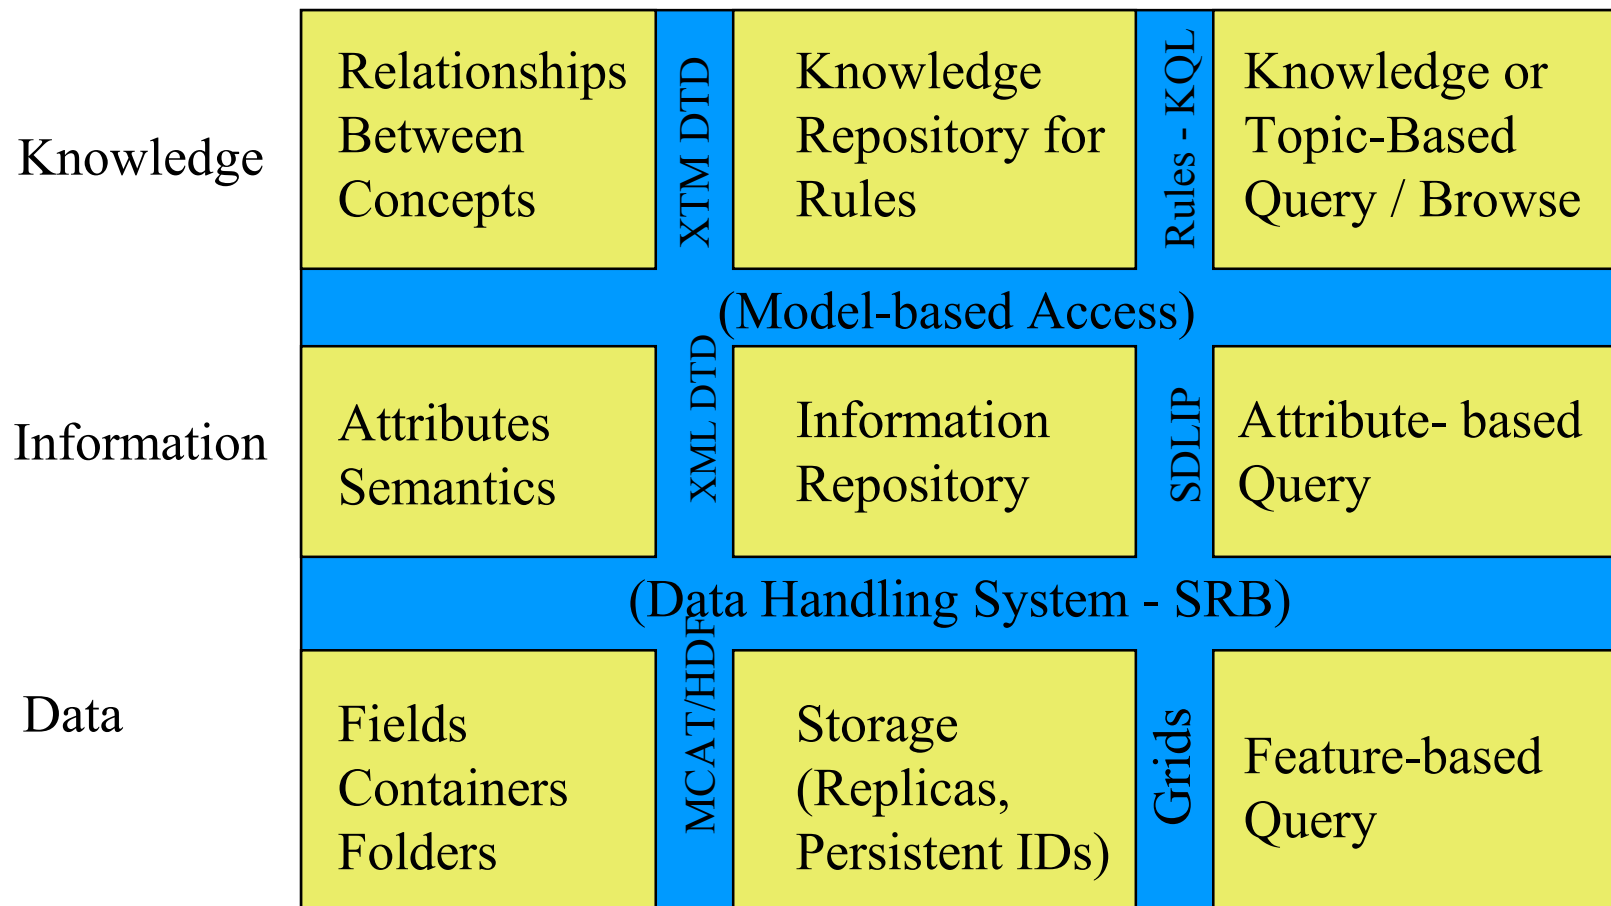 Knowledge
Relationships
Between
Concepts
XTM DTD
Knowledge
Repository for
Rules
Rules - KQL
Knowledge or
Topic-Based
Query / Browse
(Model-based Access)
Information
Attributes
Semantics
XML DTD
Information
Repository
SDLIP
Attribute- based
Query
(Data Handling System - SRB)
Data
Fields
Containers
Folders
MCAT/HDF
Storage
(Replicas,
Persistent IDs)
Grids
Feature-based
Query